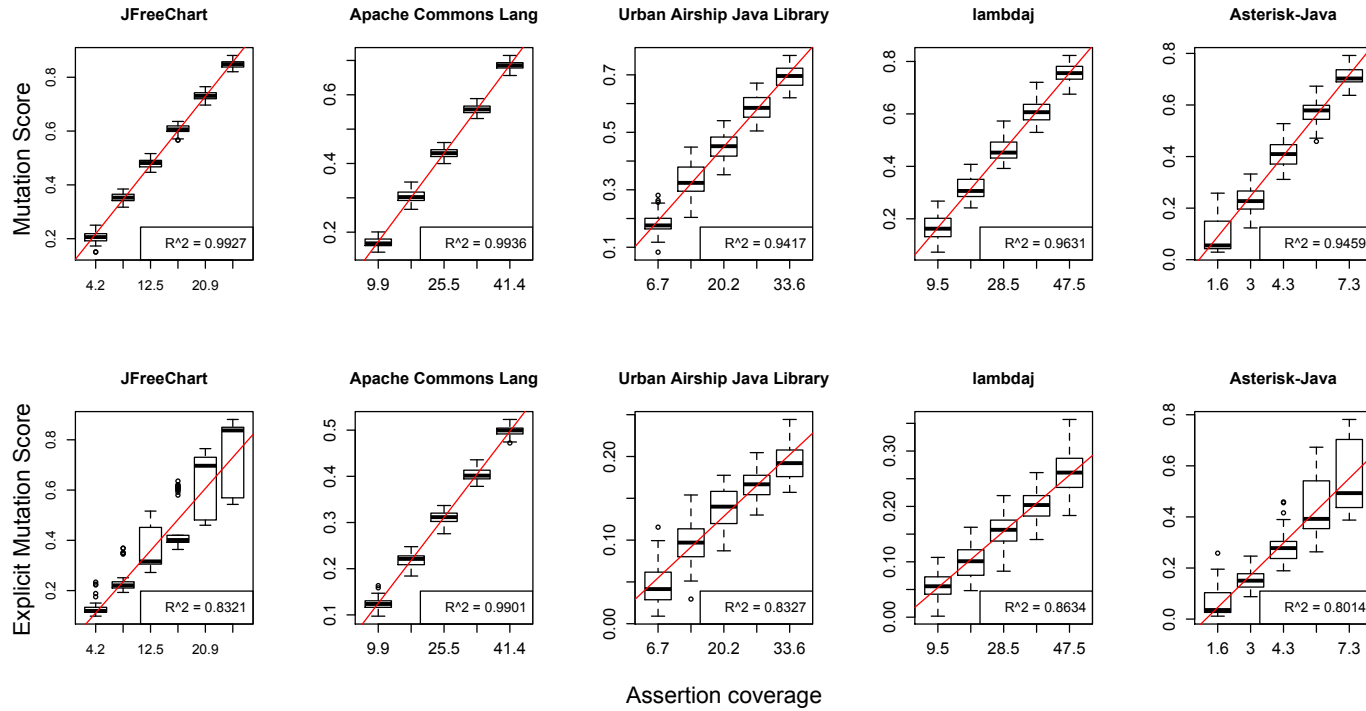 JFreeChart Apache Commons Lang Urban Airship Java Library lambdaj Asterisk-Java
Mutation Score
0.2 0.4 0.6 0.8
R^2 = 0.9927
4.2 12.5 20.9
0.2 0.4 0.6
R^2 = 0.9936
9.9 25.5 41.4
0.1 0.3 0.5 0.7
R^2 = 0.9417
6.7 20.2 33.6
0.2 0.4 0.6 0.8
R^2 = 0.9631
9.5 28.5 47.5
0.0 0.2 0.4 0.6 0.8
R^2 = 0.9459
1.6 3 4.3 7.3
JFreeChart Apache Commons Lang Urban Airship Java Library lambdaj Asterisk-Java
Explicit Mutation Score
0.2 0.4 0.6 0.8
R^2 = 0.8321
4.2 12.5 20.9
0.1 0.2 0.3 0.4 0.5
R^2 = 0.9901
9.9 25.5 41.4
0.00 0.10 0.20
R^2 = 0.8327
6.7 20.2 33.6
0.00 0.10 0.20 0.30
R^2 = 0.8634
9.5 28.5 47.5
0.0 0.2 0.4 0.6 0.8
R^2 = 0.8014
1.6 3 4.3 7.3
Assertion coverage